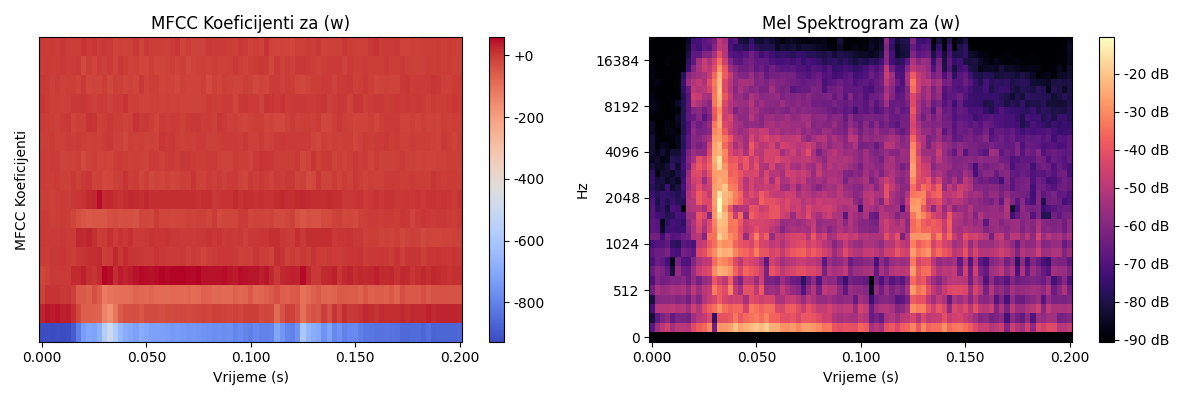 MFCC Koeficijenti za (w)
MFCC Koeficijenti
0.000 0.050 0.100 0.150 0.200
Vrijeme (s)
+0
-200
-400
-600
-800
Mel Spektrogram za (w)
Hz
16384
8192
4096
2048
1024
512
0
0.000 0.050 0.100 0.150 0.200
Vrijeme (s)
-20 dB
-30 dB
-40 dB
-50 dB
-60 dB
-70 dB
-80 dB
-90 dB